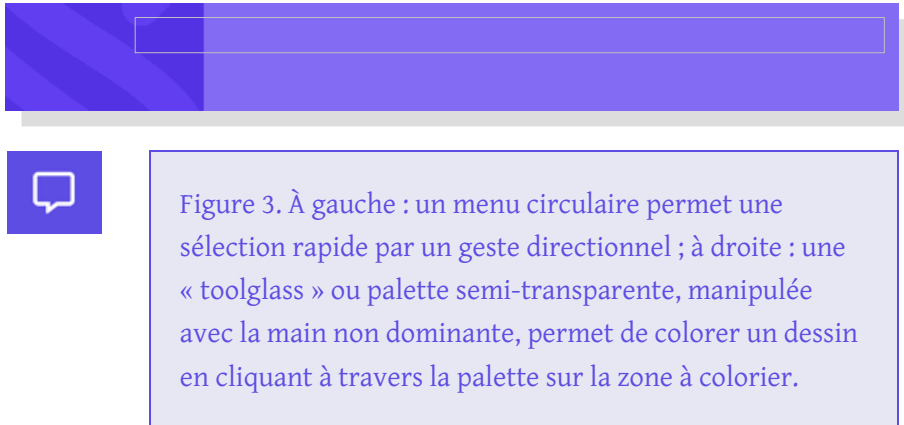 Figure 3. À gauche : un menu circulaire permet une
sélection rapide par un geste directionnel ; à droite : une
« toolglass » ou palette semi-transparente, manipulée
avec la main non dominante, permet de colorer un dessin
en cliquant à travers la palette sur la zone à colorier.